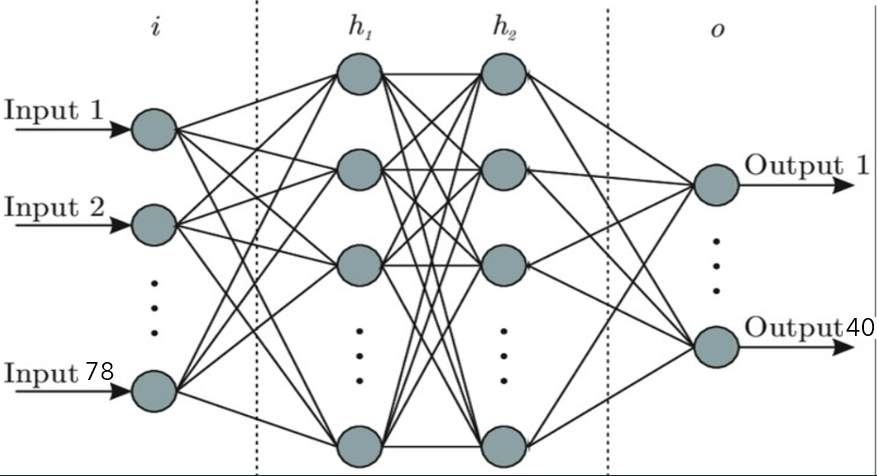 i
h₁
h₂
o
Input 1
Input 2
Input 78
Output 1
Output40